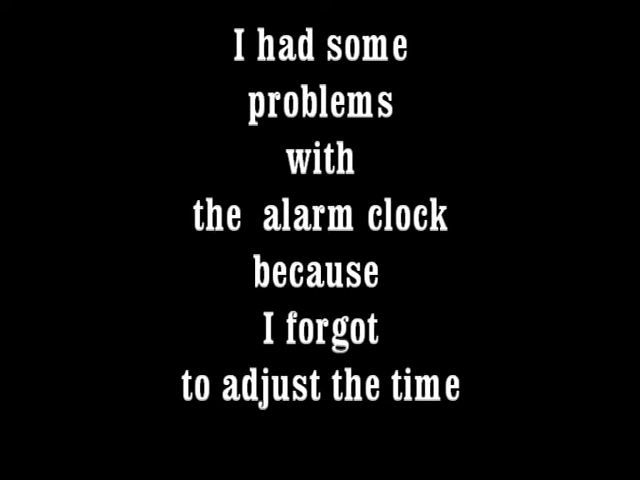 I had some
problems
with
the  alarm clock
because
I forgot
to adjust the time